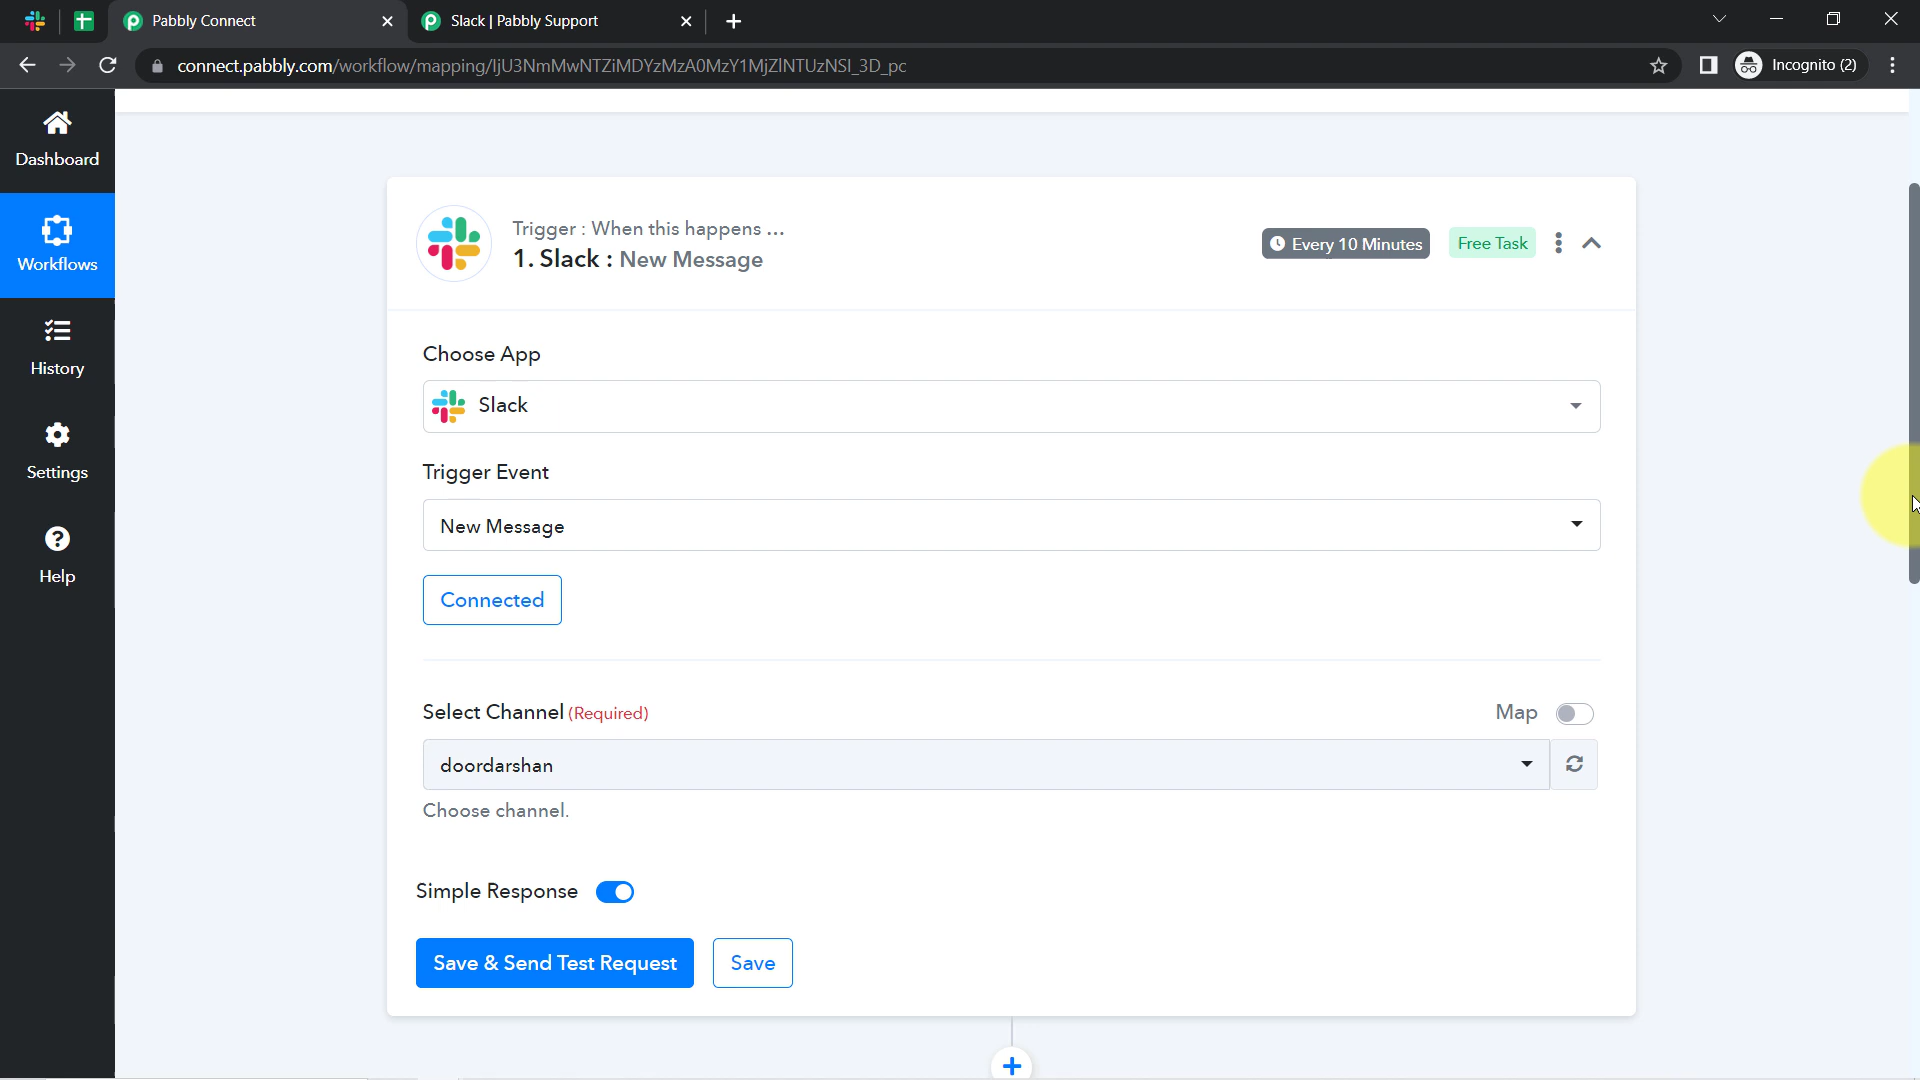 Pabbly Connect
Slack | Pabbly Support
connect.pabbly.com/workflow/mapping/IjU3NmMwNTZiMDYzMzA0MzY1MjZlNTUzNSI_3D_pc
Incognito (2)
Dashboard
Workflows
History
Settings
Help
Trigger : When this happens ...
1. Slack : New Message
Every 10 Minutes
Free Task
Choose App
Slack
Trigger Event
New Message
Connected
Select Channel (Required)
Map
doordarshan
Choose channel.
Simple Response
Save & Send Test Request
Save